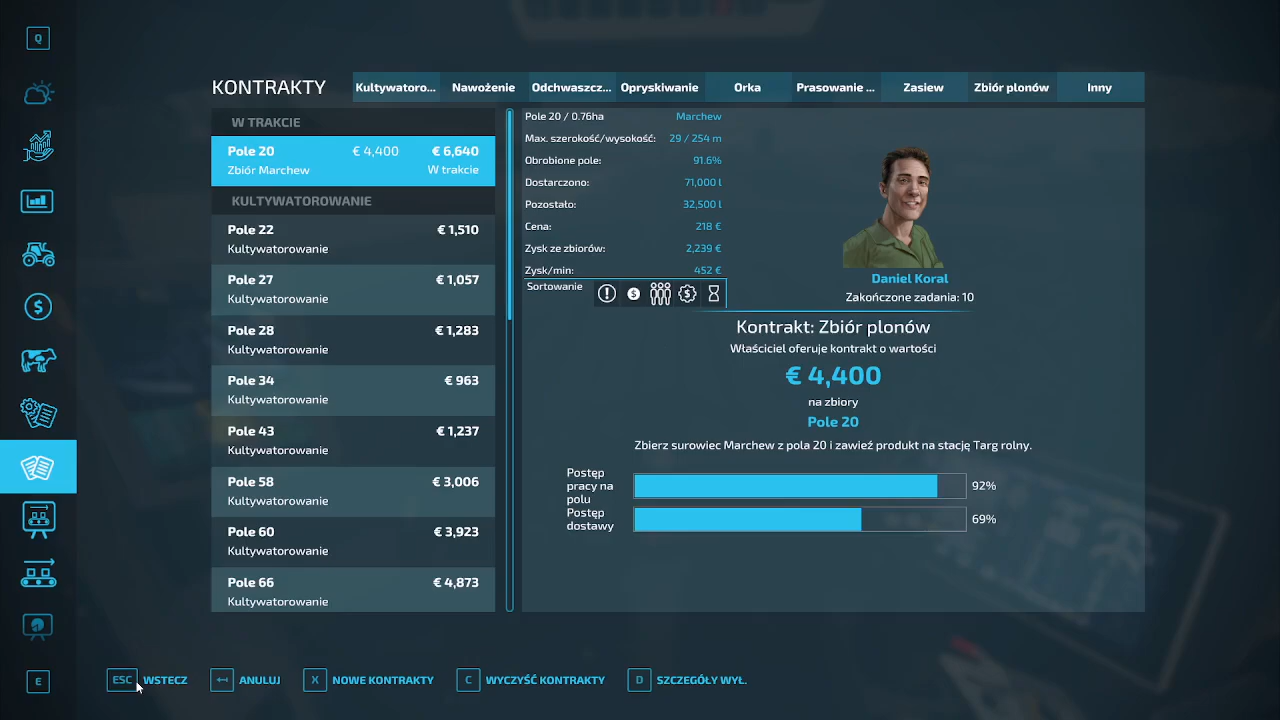 Q
KONTRAKTY
Kultywatoro...
Nawożenie
Odchwaszcz...
Opryskiwanie
Orka
Prasowanie ...
Zasiew
Zbiór plonów
Inny
W TRAKCIE
Pole 20 € 4,400 € 6,640
Zbiór Marchew W trakcie
KULTYWATOROWANIE
Pole 22 € 1,510
Kultywatorowanie
Pole 27 € 1,057
Kultywatorowanie
Pole 28 € 1,283
Kultywatorowanie
Pole 34 € 963
Kultywatorowanie
Pole 43 € 1,237
Kultywatorowanie
Pole 58 € 3,006
Kultywatorowanie
Pole 60 € 3,923
Kultywatorowanie
Pole 66 € 4,873
Kultywatorowanie
Pole 20 / 0.76ha Marchew
Max. szerokość/wysokość: 29 / 254 m
Obrobione pole: 91.6%
Dostarczono: 71,000 l
Pozostało: 32,500 l
Cena: 218 €
Zysk ze zbiorów: 2,239 €
Zysk/min: 452 €
Sortowanie
Daniel Koral
Zakończone zadania: 10
Kontrakt: Zbiór plonów
Właściciel oferuje kontrakt o wartości
€ 4,400
na zbiory
Pole 20
Zbierz surowiec Marchew z pola 20 i zawieź produkt na stację Targ rolny.
Postęp
pracy na
polu
92%
Postęp
dostawy
69%
E
ESC WSTECZ
ANULUJ
X NOWE KONTRAKTY
C WYCZYŚĆ KONTRAKTY
D SZCZEGÓŁY WYŁ.